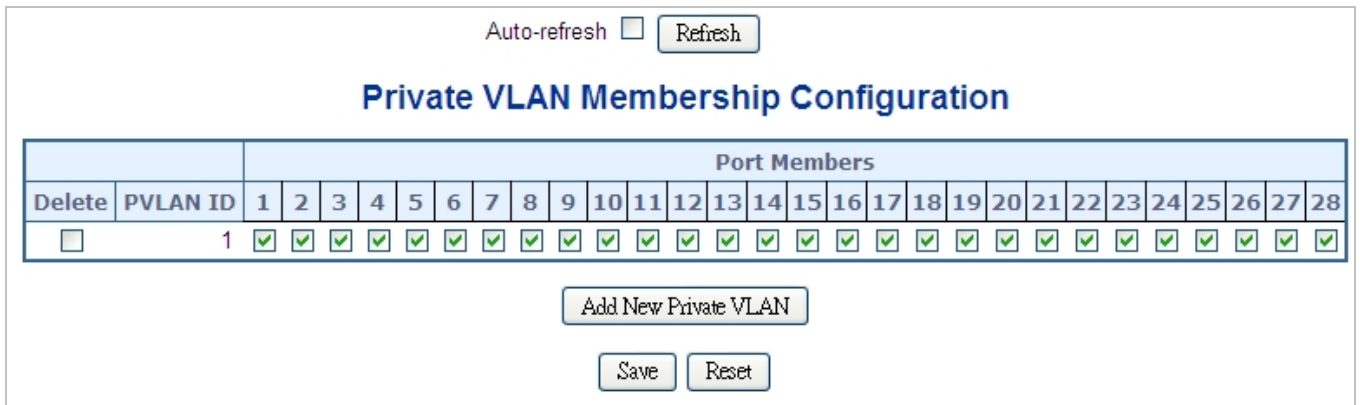 Auto-refresh Refresh
Private VLAN Membership Configuration
Port Members
Delete PVLAN ID 1 2 3 4 5 6 7 8 9 10 11 12 13 14 15 16 17 18 19 20 21 22 23 24 25 26 27 28
1
Add New Private VLAN
Save Reset